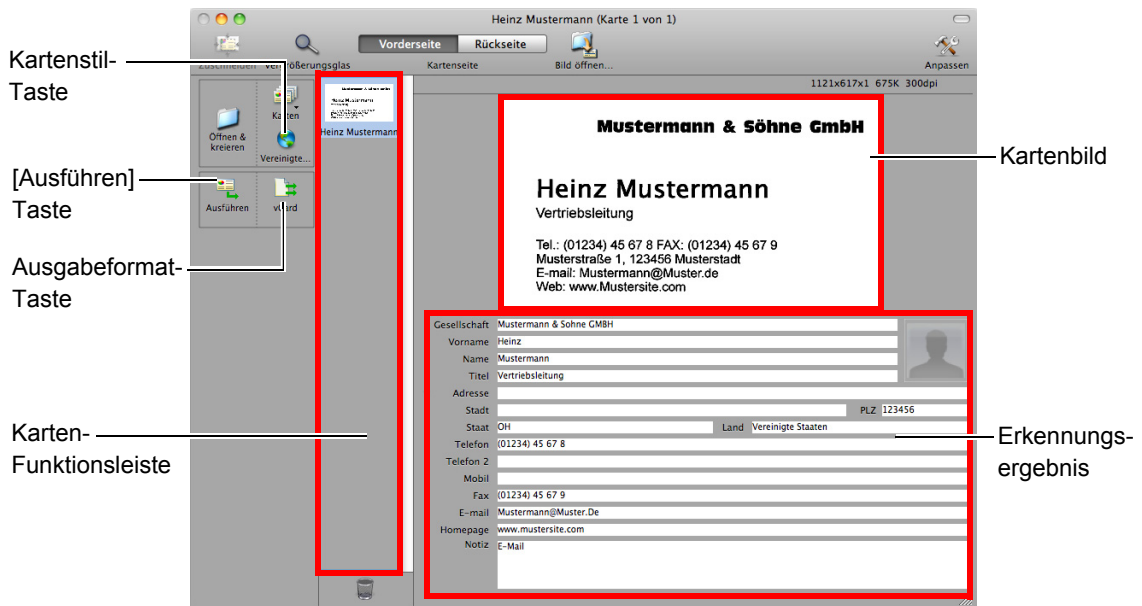 Heinz Mustermann (Karte 1 von 1)
Vorderseite Rückseite
Zuschneiden Vergrößerungsglas Kartenseite Bild öffnen... Anpassen
1121x617x1 675K 300dpi
Kartenstil-
Taste
[Ausführen]
Taste
Ausgabeformat-
Taste
Karten-
Funktionsleiste
Öffnen &
kreieren
Karten
Vereinigte...
Ausführen
vCard
Heinz Mustermann
Mustermann & Söhne GmbH
Heinz Mustermann
Vertriebsleitung
Tel.: (01234) 45 67 8 FAX: (01234) 45 67 9
Musterstraße 1, 123456 Musterstadt
E-mail: Mustermann@Muster.de
Web: www.Mustersite.com
Kartenbild
Gesellschaft Mustermann & Sohne GMBH
Vorname Heinz
Name Mustermann
Titel Vertriebsleitung
Adresse
Stadt PLZ 123456
Staat OH Land Vereinigte Staaten
Telefon (01234) 45 67 8
Telefon 2
Mobil
Fax (01234) 45 67 9
E-mail Mustermann@Muster.De
Homepage www.mustersite.com
Notiz E-Mail
Erkennungs-
ergebnis